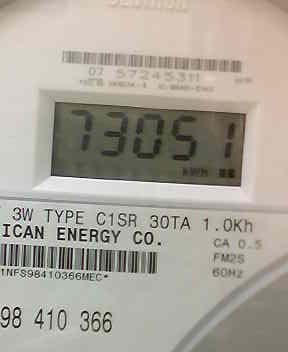 07 57245311
73051
kWH
3W TYPE C1SR 30TA 1.0Kh
ICAN ENERGY CO.
CA 0.5
FM2S
60Hz
1NFS98410366MEC*
98 410 366